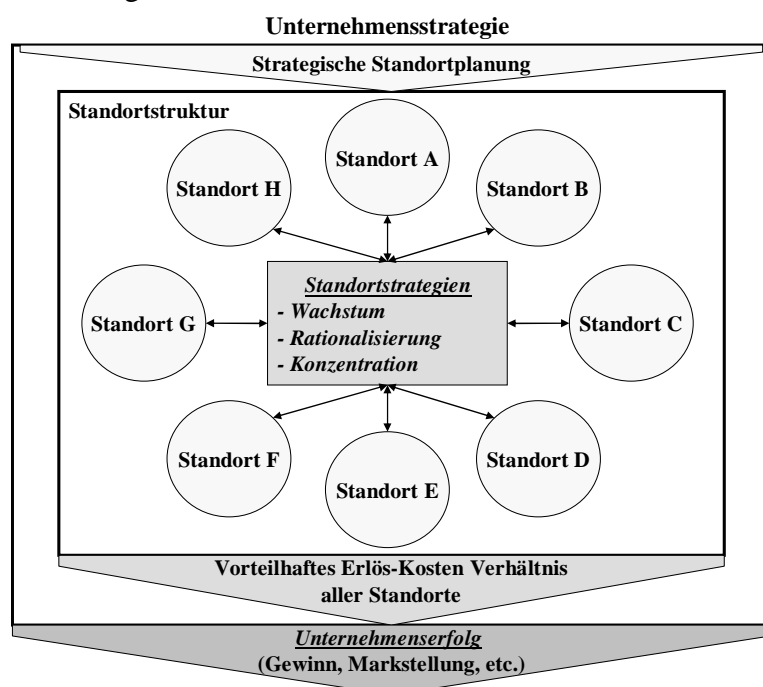 Unternehmensstrategie
Strategische Standortplanung
Standortstruktur
Standort A
Standort H
Standort B
Standortstrategien
- Wachstum
- Rationalisierung
- Konzentration
Standort G
Standort C
Standort F
Standort D
Standort E
Vorteilhaftes Erlös-Kosten Verhältnis
aller Standorte
Unternehmenserfolg
(Gewinn, Markstellung, etc.)